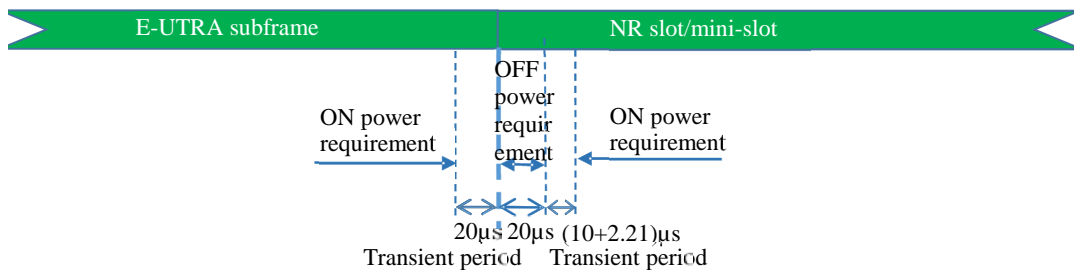 E-UTRA subframe
NR slot/mini-slot
OFF
power
requir
ement
ON power
requirement
ON power
requirement
20µs
20µs
(10+2.21)µs
Transient period
Transient period